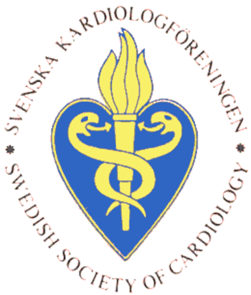 SVENSKA KARDIOLOGFÖRENINGEN
SWEDISH SOCIETY OF CARDIOLOGY